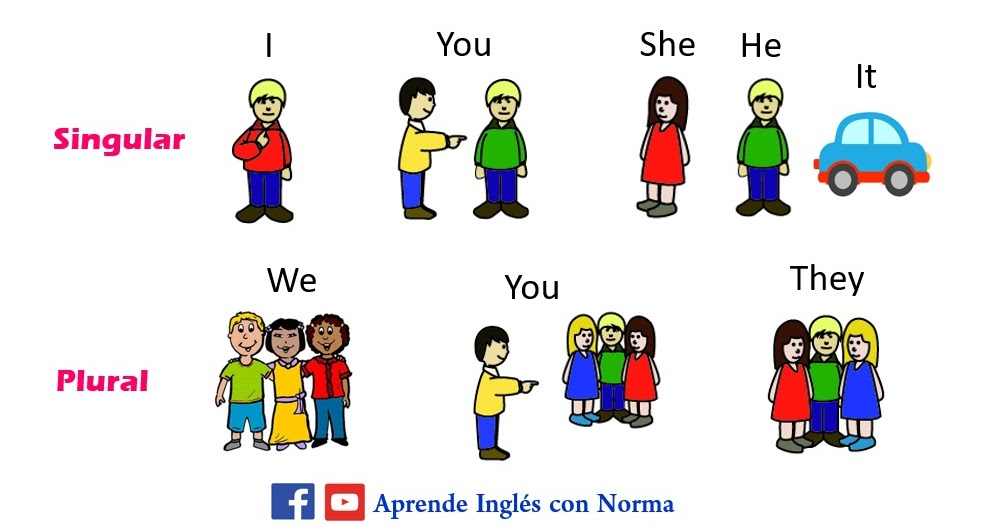 I
You
She
He
It
Singular
We
You
They
Plural
Aprende Inglés con Norma